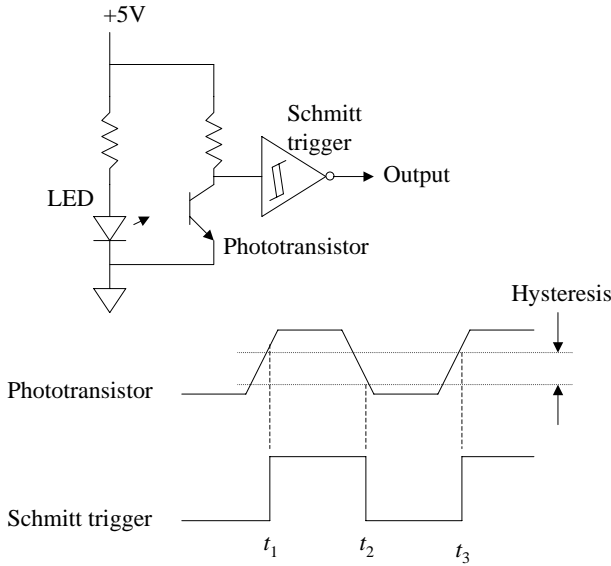 +5V
Schmitt
trigger
LED
Output
Phototransistor
Hysteresis
Phototransistor
Schmitt trigger
t1 t2 t3